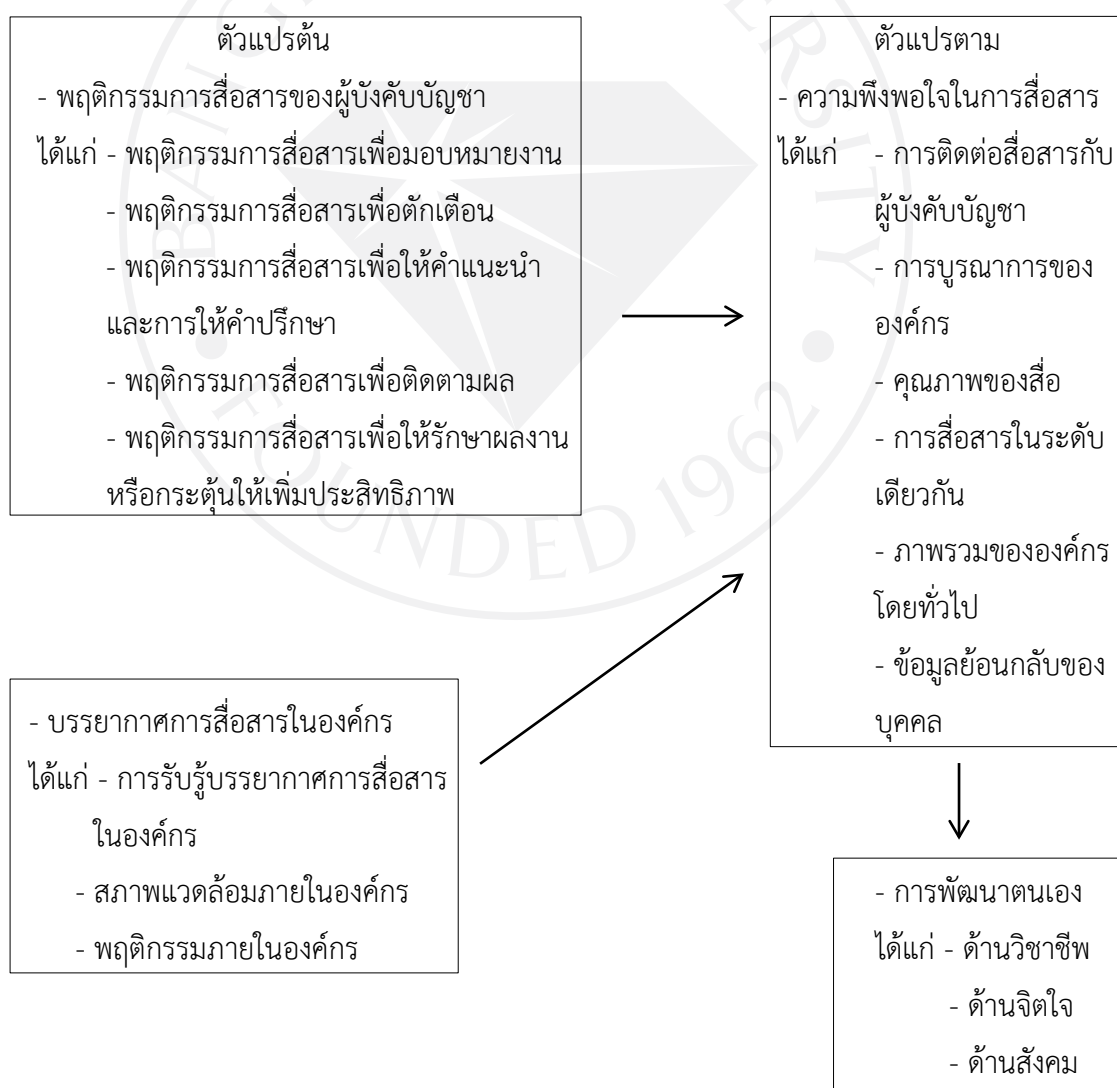 ตัวแปรต้น
- พฤติกรรมการสื่อสารของผู้บังคับบัญชา
ได้แก่ - พฤติกรรมการสื่อสารเพื่อมอบหมายงาน
- พฤติกรรมการสื่อสารเพื่อตักเตือน
- พฤติกรรมการสื่อสารเพื่อให้คำแนะนำ
และการให้คำปรึกษา
- พฤติกรรมการสื่อสารเพื่อติดตามผล
- พฤติกรรมการสื่อสารเพื่อให้รักษาผลงาน
หรือกระตุ้นให้เพิ่มประสิทธิภาพ
- บรรยากาศการสื่อสารในองค์กร
ได้แก่ - การรับรู้บรรยากาศการสื่อสาร
ในองค์กร
- สภาพแวดล้อมภายในองค์กร
- พฤติกรรมภายในองค์กร
ตัวแปรตาม
- ความพึงพอใจในการสื่อสาร
ได้แก่ - การติดต่อสื่อสารกับ
ผู้บังคับบัญชา
- การบูรณาการของ
องค์กร
- คุณภาพของสื่อ
- การสื่อสารในระดับ
เดียวกัน
- ภาพรวมขององค์กร
โดยทั่วไป
- ข้อมูลย้อนกลับของ
บุคคล
- การพัฒนาตนเอง
ได้แก่ - ด้านวิชาชีพ
- ด้านจิตใจ
- ด้านสังคม
FOUNDED 1962